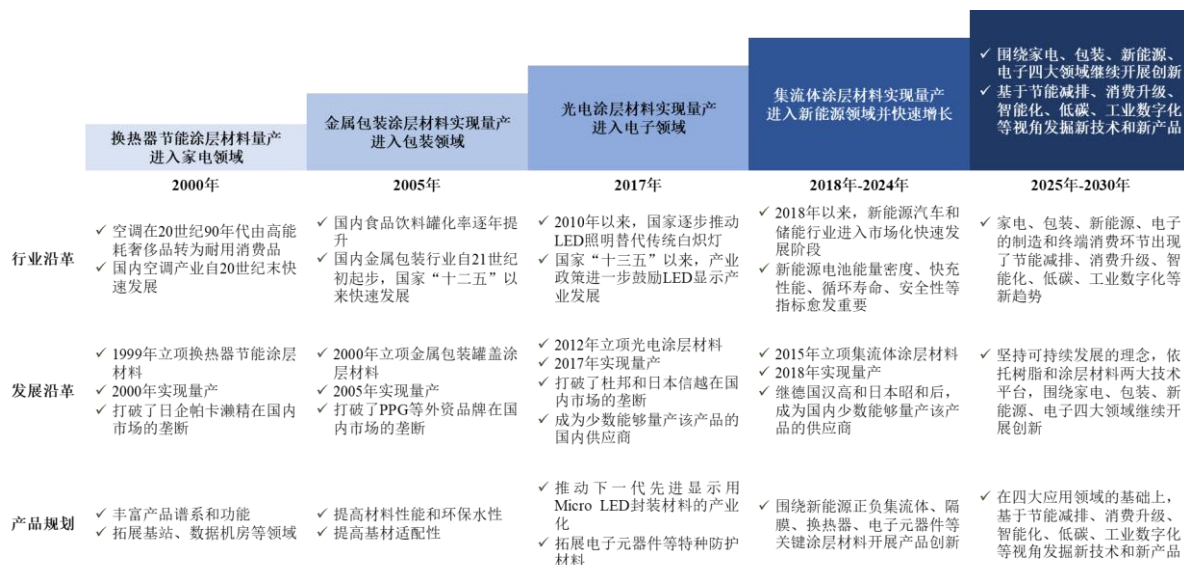 换热器节能涂层材料量产
进入家电领域
金属包装涂层材料实现量产
进入包装领域
光电涂层材料实现量产
进入电子领域
集流体涂层材料实现量产
进入新能源领域并快速增长
✓ 围绕家电、包装、新能源、
电子四大领域继续开展创新
✓ 基于节能减排、消费升级、
智能化、低碳、工业数字化
等视角发掘新技术和新产品
2000年
2005年
2017年
2018年-2024年
2025年-2030年
行业沿革
✓ 空调在20世纪90年代由高能
耗奢侈品转为耐用消费品
✓ 国内空调产业自20世纪末快
速发展
✓ 国内食品饮料罐化率逐年提
升
✓ 国内金属包装行业自21世纪
初起步，国家“十二五”以
来快速发展
✓ 2010年以来，国家逐步推动
LED照明替代传统白炽灯
✓ 国家“十三五”以来，产业
政策进一步鼓励LED显示产
业发展
✓ 2018年以来，新能源汽车和
储能行业进入市场化快速发
展阶段
✓ 新能源电池能量密度、快充
性能、循环寿命、安全性等
指标愈发重要
✓ 家电、包装、新能源、电子
的制造和终端消费环节出现
了节能减排、消费升级、智
能化、低碳、工业数字化等
新趋势
发展沿革
✓ 1999年立项换热器节能涂层
材料
✓ 2000年实现量产
✓ 打破了日企帕卡濑精在国内
市场的垄断
✓ 2000年立项金属包装罐盖涂
层材料
✓ 2005年实现量产
✓ 打破了PPG等外资品牌在国
内市场的垄断
✓ 2012年立项光电涂层材料
✓ 2017年实现量产
✓ 打破了杜邦和日本信越在国
内市场的垄断
✓ 成为少数能够量产该产品的
国内供应商
✓ 2015年立项集流体涂层材料
✓ 2018年实现量产
✓ 继德国汉高和日本昭和后，
成为国内少数能够量产该产
品的供应商
✓ 坚持可持续发展的理念，依
托树脂和涂层材料两大技术
平台，围绕家电、包装、新
能源、电子四大领域继续开
展创新
产品规划
✓ 丰富产品谱系和功能
✓ 拓展基站、数据机房等领域
✓ 提高材料性能和环保水性
✓ 提高基材适配性
✓ 推动下一代先进显示用
Micro LED封装材料的产业
化
✓ 拓展电子元器件等特种防护
材料
✓ 围绕新能源正负集流体、隔
膜、换热器、电子元器件等
关键涂层材料开展产品创新
✓ 在四大应用领域的基础上，
基于节能减排、消费升级、
智能化、低碳、工业数字化
等视角发掘新技术和新产品